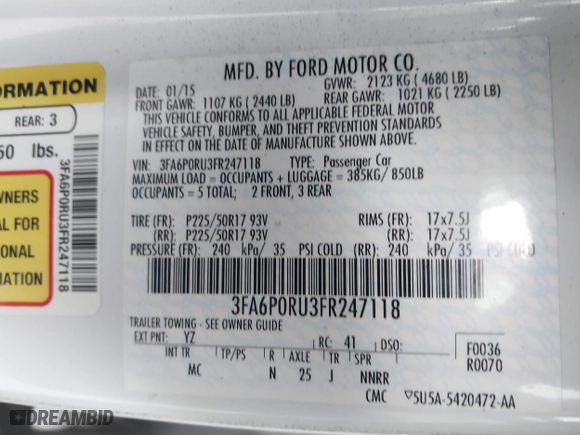 ORMATION
REAR: 3
50 lbs.
WNERS
AL FOR
ONAL
MATION
3FA6P0RU3FR247118
MFD. BY FORD MOTOR CO.
DATE: 01/15 GVWR: 2123 KG ( 4680 LB)
FRONT GAWR: 1107 KG ( 2440 LB) REAR GAWR: 1021 KG ( 2250 LB)
THIS VEHICLE CONFORMS TO ALL APPLICABLE FEDERAL MOTOR
VEHICLE SAFETY, BUMPER, AND THEFT PREVENTION STANDARDS
IN EFFECT ON THE DATE OF MANUFACTURE SHOWN ABOVE.
VIN: 3FA6P0RU3FR247118 TYPE: Passenger Car
MAXIMUM LOAD = OCCUPANTS + LUGGAGE = 385KG/ 850LB
OCCUPANTS = 5 TOTAL; 2 FRONT, 3 REAR
TIRE (FR): P225/50R17 93V RIMS (FR): 17x7.5J
(RR): P225/50R17 93V (RR): 17x7.5J
PRESSURE (FR): 240 kPa/ 35 PSI COLD (RR): 240 kPa/ 35 PSI COLD
3FA6P0RU3FR247118
TRAILER TOWING - SEE OWNER GUIDE
EXT PNT: YZ RC: 41 DSO:
F0036
R0070
INT TR TP/PS R AXLE TR SPR
MC N 25 J NNRR
CMC ▽5U5A-5420472-AA
DREAMBID